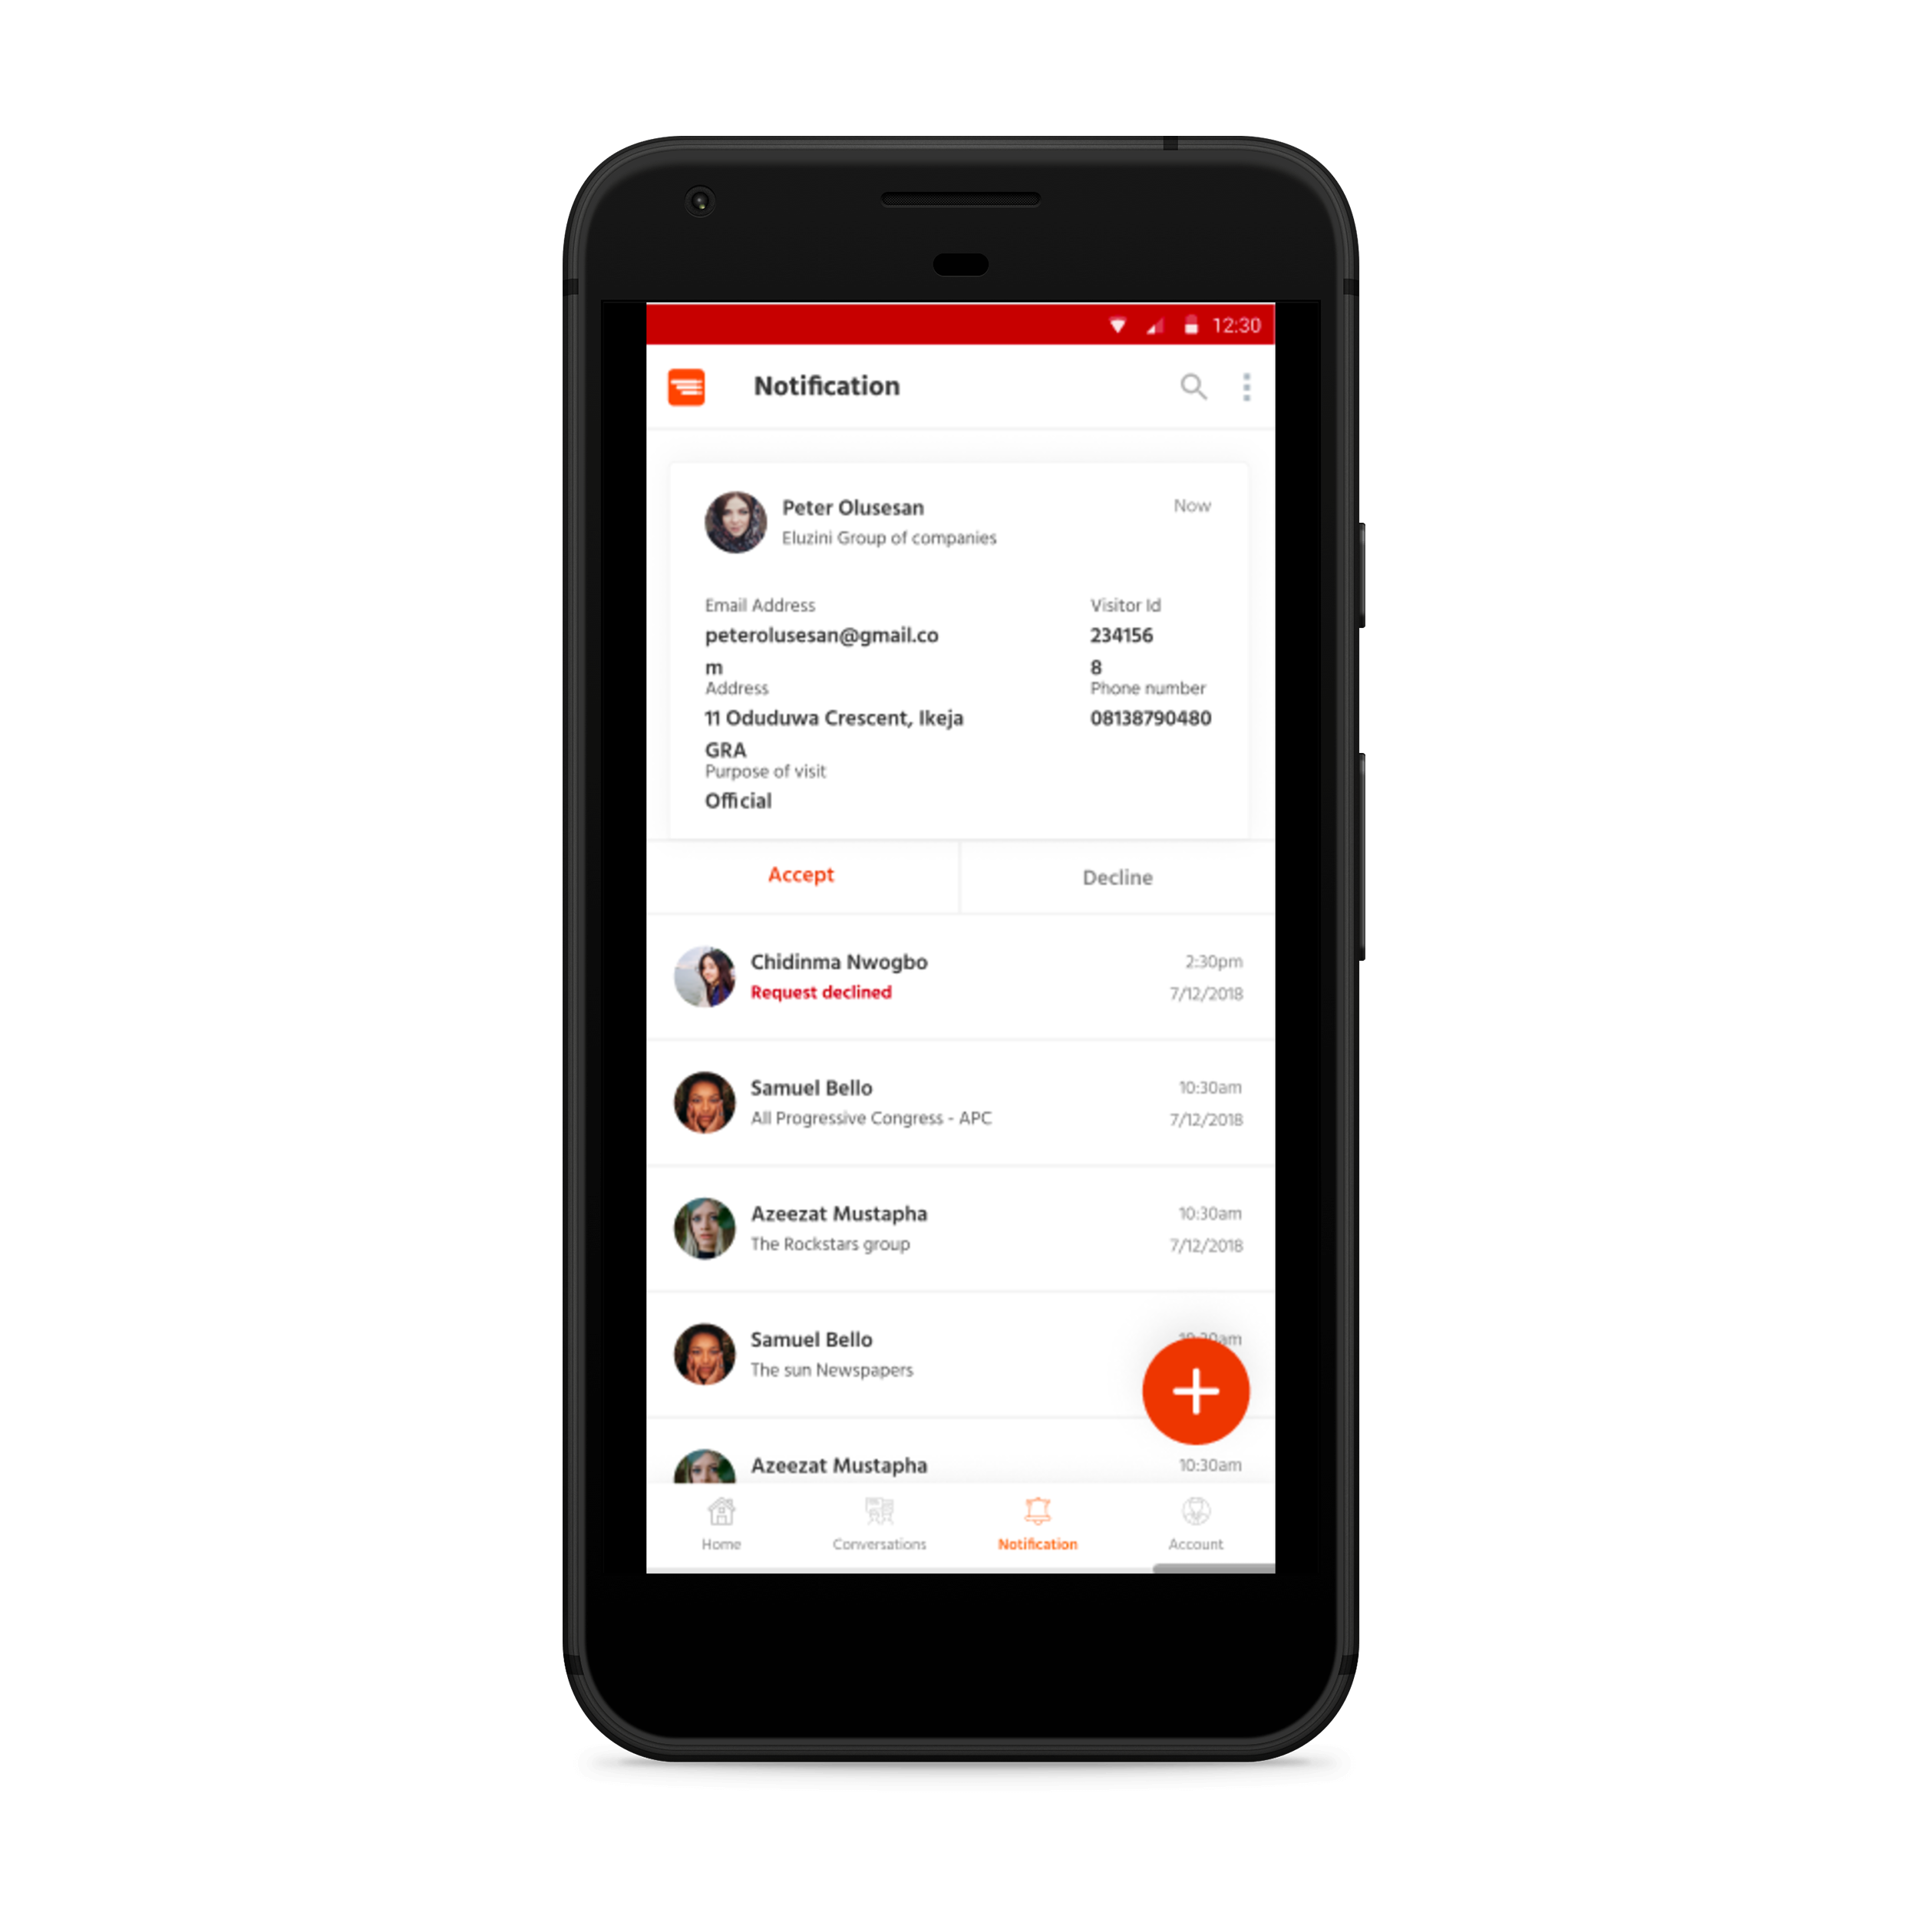 12:30
Notification
Peter Olusesan
Now
Eluzini Group of companies
Email Address
Visitor Id
peterolusesan@gmail.co
234156
m
8
Address
Phone number
11 Oduduwa Crescent, Ikeja
08138790480
GRA
Purpose of visit
Official
Accept
Decline
Chidinma Nwogbo
2:30pm
Request declined
7/12/2018
Samuel Bello
10:30am
All Progressive Congress - APC
7/12/2018
Azeezat Mustapha
10:30am
The Rockstars group
7/12/2018
Samuel Bello
The sun Newspapers
Azeezat Mustapha
10:30am
Home
Conversations
Notification
Account